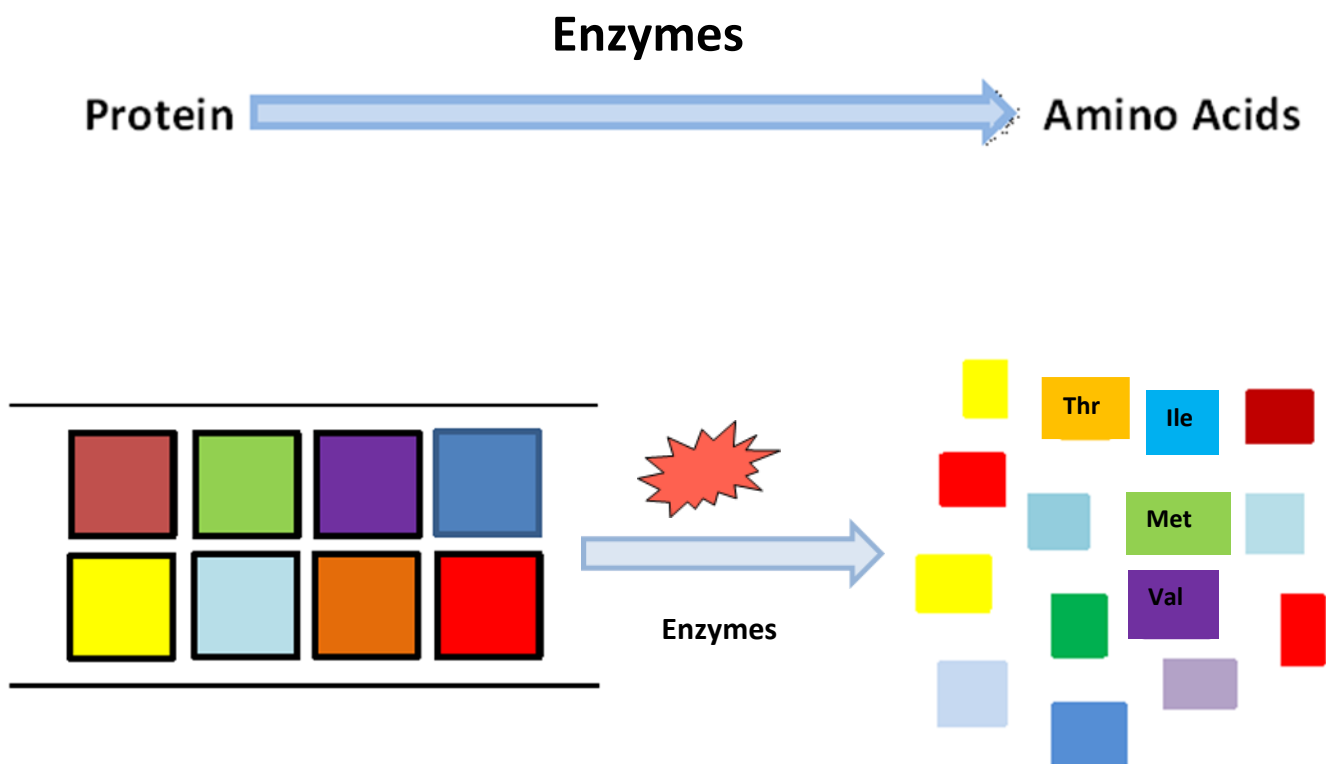 Enzymes
Protein
Amino Acids
Thr
Ile
Met
Val
Enzymes